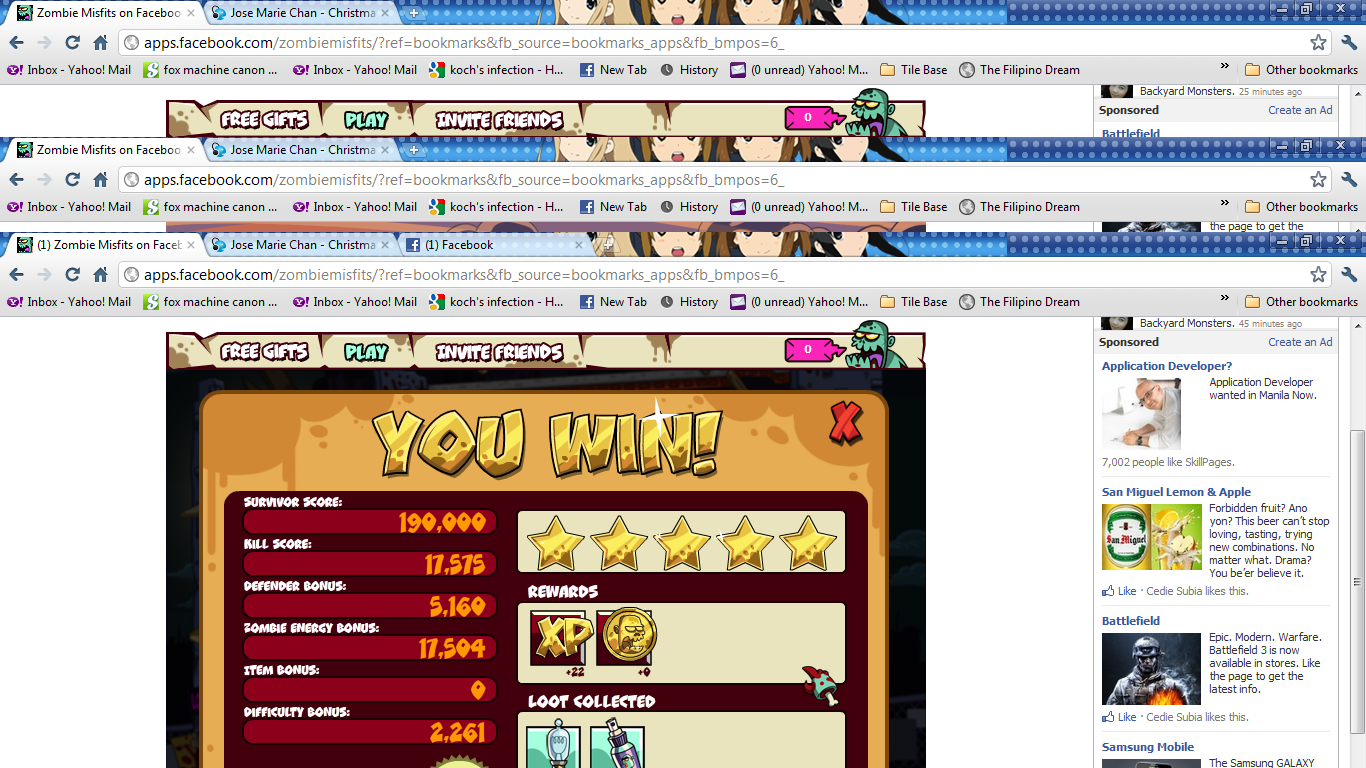 Zombie Misfits on Faceboo
Jose Marie Chan - Christma
apps.facebook.com/zombiemisfits/?ref=bookmarks&fb_source=bookmarks_apps&fb_bmpos=6_
Inbox - Yahoo! Mail fox machine canon ... Inbox - Yahoo! Mail koch's infection - H... New Tab History (0 unread) Yahoo! M... Tile Base The Filipino Dream » Other bookmarks
Backyard Monsters. 25 minutes ago
FREE GIFTS PLAY INVITE FRIENDS 0
Sponsored Create an Ad
Battlefield
Zombie Misfits on Faceboo
Jose Marie Chan - Christma
apps.facebook.com/zombiemisfits/?ref=bookmarks&fb_source=bookmarks_apps&fb_bmpos=6_
Inbox - Yahoo! Mail fox machine canon ... Inbox - Yahoo! Mail koch's infection - H... New Tab History (0 unread) Yahoo! M... Tile Base The Filipino Dream » Other bookmarks
the page to get the
(1) Zombie Misfits on Faceb
Jose Marie Chan - Christma
(1) Facebook
apps.facebook.com/zombiemisfits/?ref=bookmarks&fb_source=bookmarks_apps&fb_bmpos=6_
Inbox - Yahoo! Mail fox machine canon ... Inbox - Yahoo! Mail koch's infection - H... New Tab History (0 unread) Yahoo! M... Tile Base The Filipino Dream » Other bookmarks
Backyard Monsters. 45 minutes ago
FREE GIFTS PLAY INVITE FRIENDS 0
YOU WIN!
X
SURVIVOR SCORE:
190,000
KILL SCORE:
17,575
DEFENDER BONUS:
5,160
ZOMBIE ENERGY BONUS:
17,504
ITEM BONUS:
0
DIFFICULTY BONUS:
2,261
REWARDS
XP
+22 +0
LOOT COLLECTED
Sponsored Create an Ad
Application Developer?
Application Developer
wanted in Manila Now.
7,002 people like SkillPages.
San Miguel Lemon & Apple
San Miguel
Forbidden fruit? Ano
yon? This beer can't stop
loving, tasting, trying
new combinations. No
matter what. Drama?
You be'er believe it.
Like · Cedie Subia likes this.
Battlefield
Epic. Modern. Warfare.
Battlefield 3 is now
available in stores. Like
the page to get the
latest info.
Like · Cedie Subia likes this.
Samsung Mobile
The Samsung GALAXY